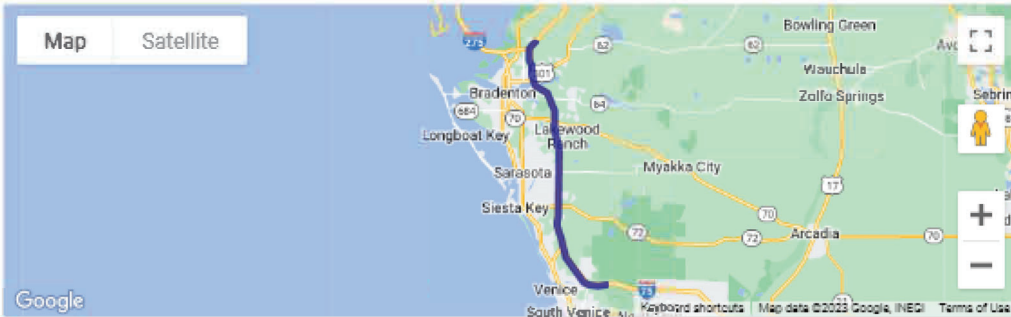 Map
Satellite
Bowling Green
275
62
62
301
Wauchula
Bradenton
64
Zolfo Springs
Sebrin
684
70
Longboat Key
Lakewood
Ranch
Myakka City
Sarasota
17
Siesta Key
70
72
72
Arcadia
70
Venice
75
South Venice
Google
Keyboard shortcuts
Map data ©2023 Google, INEGI
Terms of Use